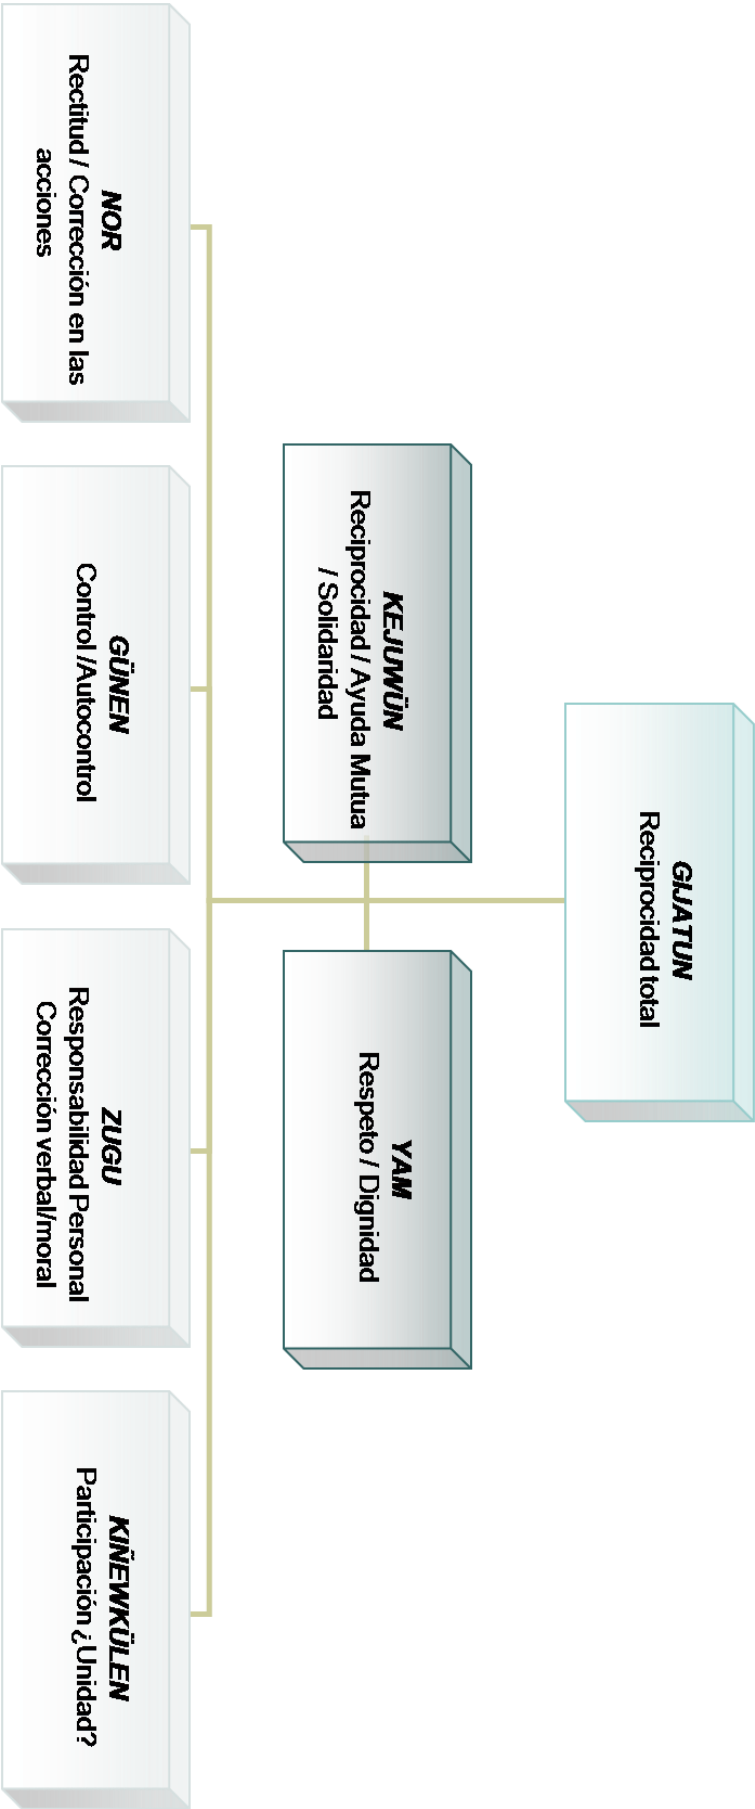 GIJATUN
Reciprocidad total
KEJUWÜN
Reciprocidad / Ayuda Mutua
/ Solidaridad
YAM
Respeto / Dignidad
NOR
Rectitud / Corrección en las
acciones
GÜNEN
Control /Autocontrol
ZUGU
Responsabilidad Personal
Corrección verbal/moral
KIÑEWKÜLEN
Participación ¿Unidad?